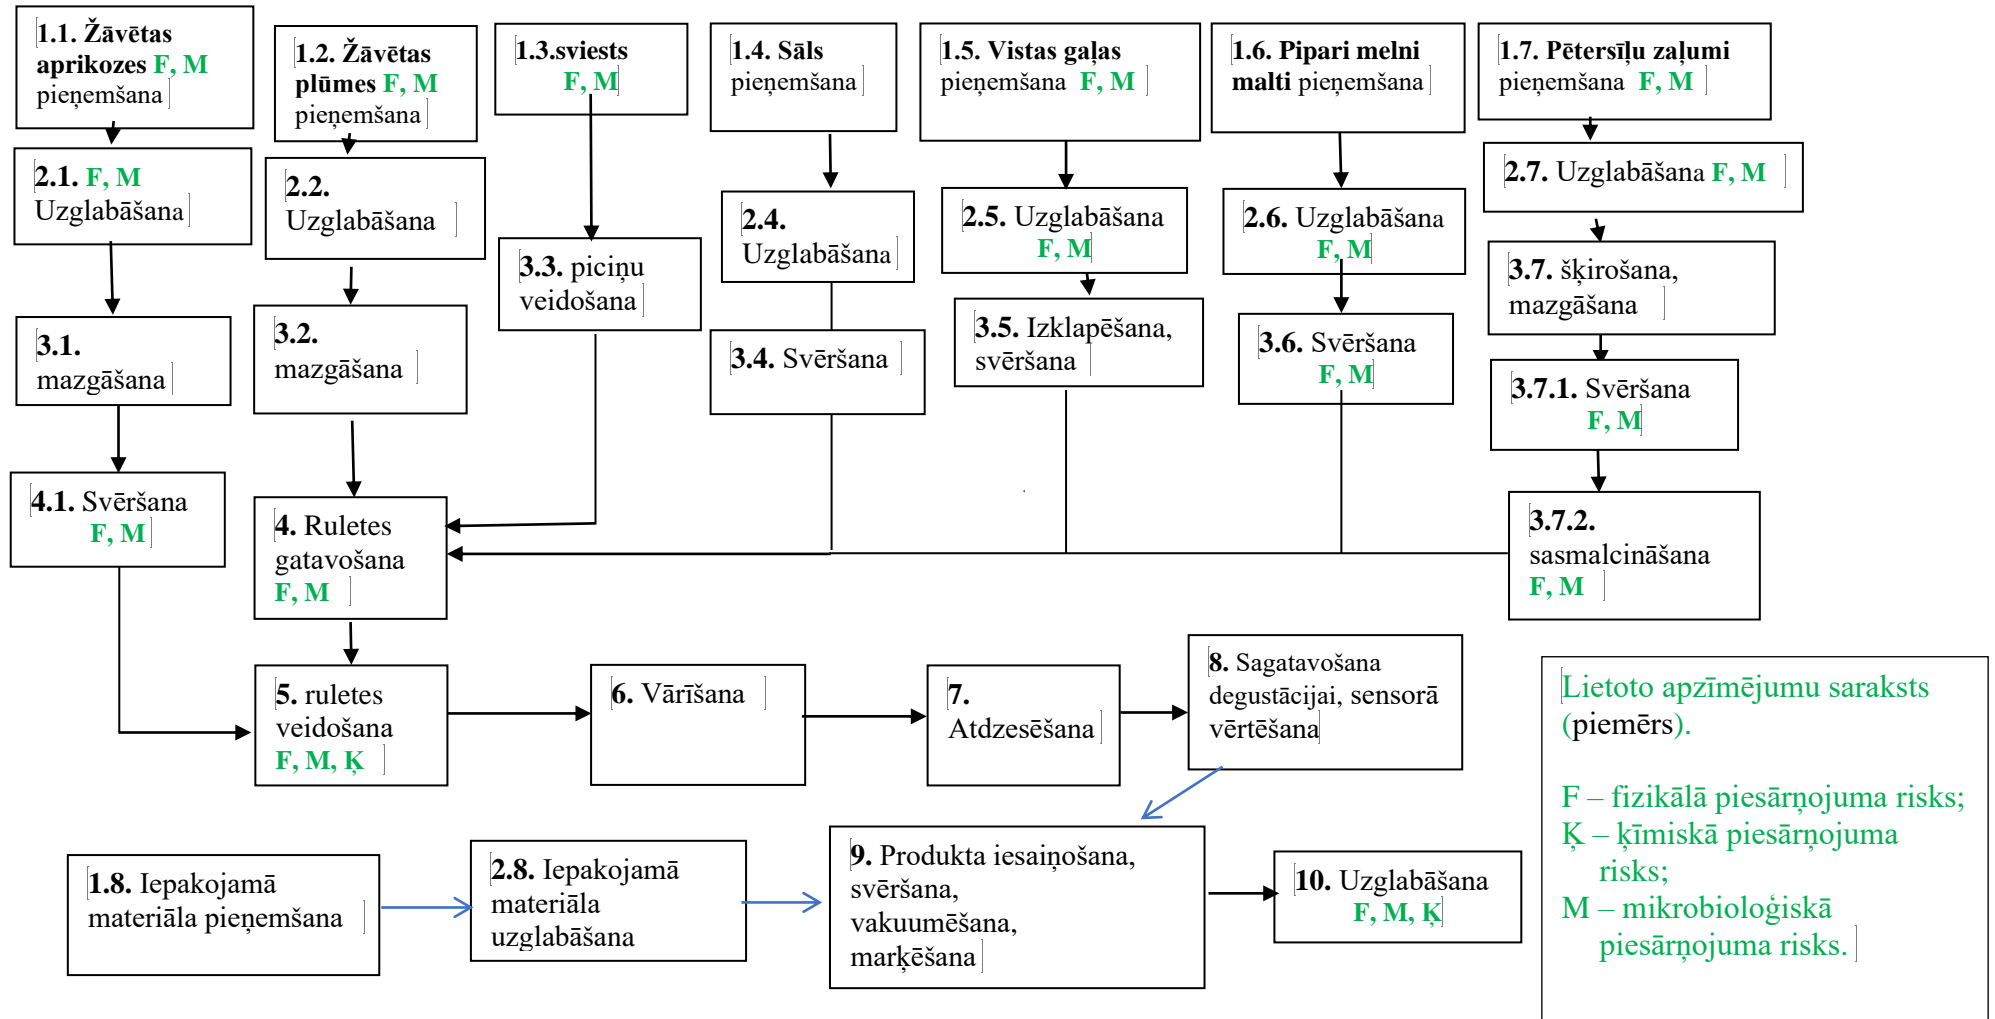 1.1. Žāvētas
aprikozes F, M
pieņemšana
1.2. Žāvētas
plūmes F, M
pieņemšana
1.3.sviests
F, M
1.4. Sāls
pieņemšana
1.5. Vistas gaļas
pieņemšana F, M
1.6. Pipari melni
malti pieņemšana
1.7. Pētersīļu zaļumi
pieņemšana F, M
2.1. F, M
Uzglabāšana
2.2.
Uzglabāšana
2.4.
Uzglabāšana
2.5. Uzglabāšana
F, M
2.6. Uzglabāšana
F, M
2.7. Uzglabāšana F, M
3.1.
mazgāšana
3.2.
mazgāšana
3.3. piciņu
veidošana
3.4. Svēršana
3.5. Izklapēšana,
svēršana
3.6. Svēršana
F, M
3.7. šķirošana,
mazgāšana
3.7.1. Svēršana
F, M
4.1. Svēršana
F, M
4. Ruletes
gatavošana
F, M
3.7.2.
sasmalcināšana
F, M
5. ruletes
veidošana
F, M, Ķ
6. Vārīšana
7.
Atdzesēšana
8. Sagatavošana
degustācijai, sensorā
vērtēšana
1.8. Iepakojamā
materiāla pieņemšana
2.8. Iepakojamā
materiāla
uzglabāšana
9. Produkta iesaiņošana,
svēršana,
vakuumēšana,
marķēšana
10. Uzglabāšana
F, M, Ķ
Lietoto apzīmējumu saraksts
(piemērs).
F – fizikālā piesārņojuma risks;
Ķ – ķīmiskā piesārņojuma
risks;
M – mikrobioloģiskā
piesārņojuma risks.